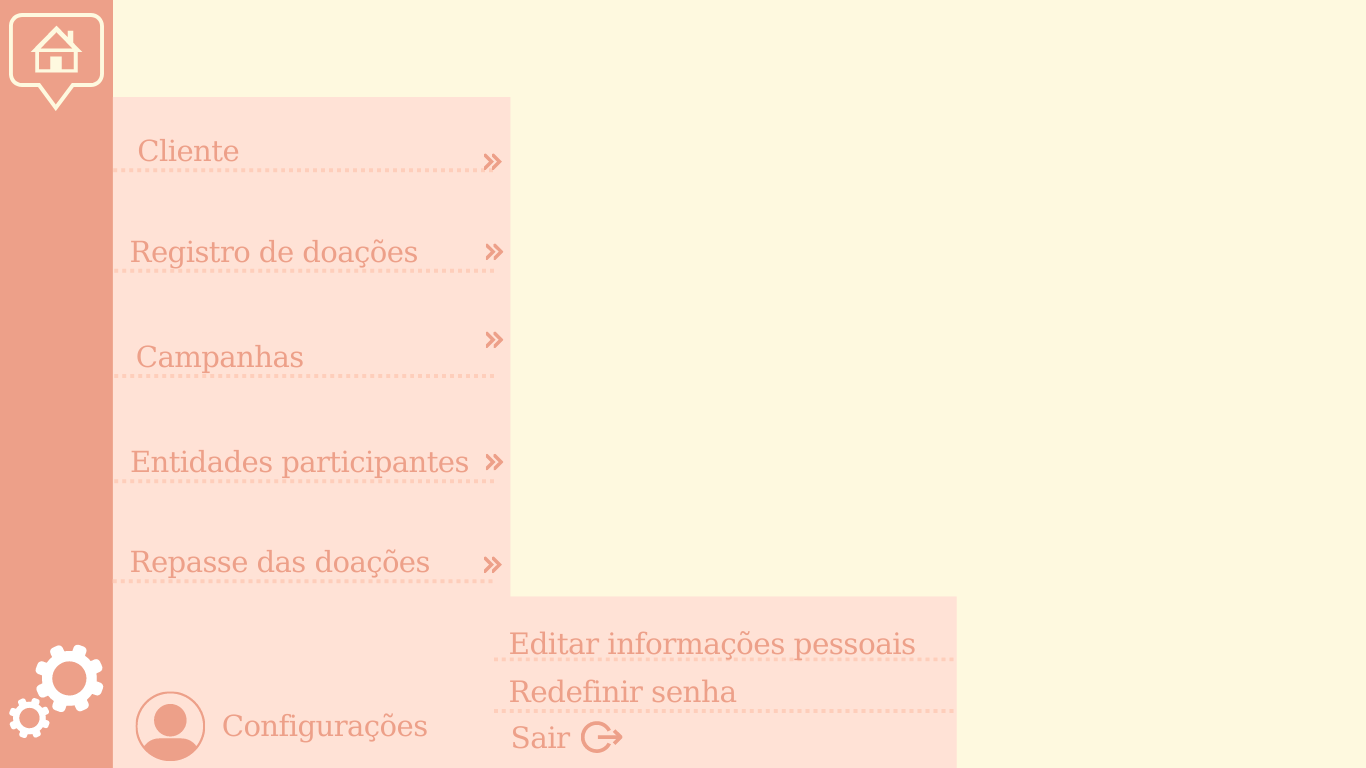 Cliente
Registro de doações
Campanhas
Entidades participantes
Repasse das doações
Configurações
Editar informações pessoais
Redefinir senha
Sair